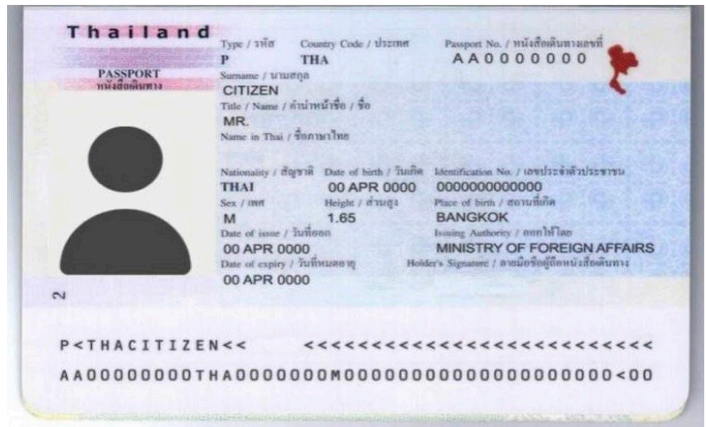 Thailand
PASSPORT
หนังสือเดินทาง
Type / รหัส Country Code / ประเทศ Passport No. / หนังสือเดินทางเลขที่
P THA AA0000000
Surname / นามสกุล
CITIZEN
Title / Name / คำนำหน้าชื่อ / ชื่อ
MR.
Name in Thai / ชื่อภาษาไทย
Nationality / สัญชาติ Date of birth / วันเกิด Identification No. / เลขประจำตัวประชาชน
THAI 00 APR 0000 0000000000000
Sex / เพศ Height / ส่วนสูง Place of birth / สถานที่เกิด
M 1.65 BANGKOK
Date of issue / วันที่ออก Issuing Authority / ออกให้โดย
00 APR 0000 MINISTRY OF FOREIGN AFFAIRS
Date of expiry / วันที่หมดอายุ Holder's Signature / ลายมือชื่อผู้ถือหนังสือเดินทาง
00 APR 0000
2
P<THACITIZEN<< <<<<<<<<<<<<<<<<<<<<<<<<<<
AA00000000THA0000000M0000000000000000000000<00